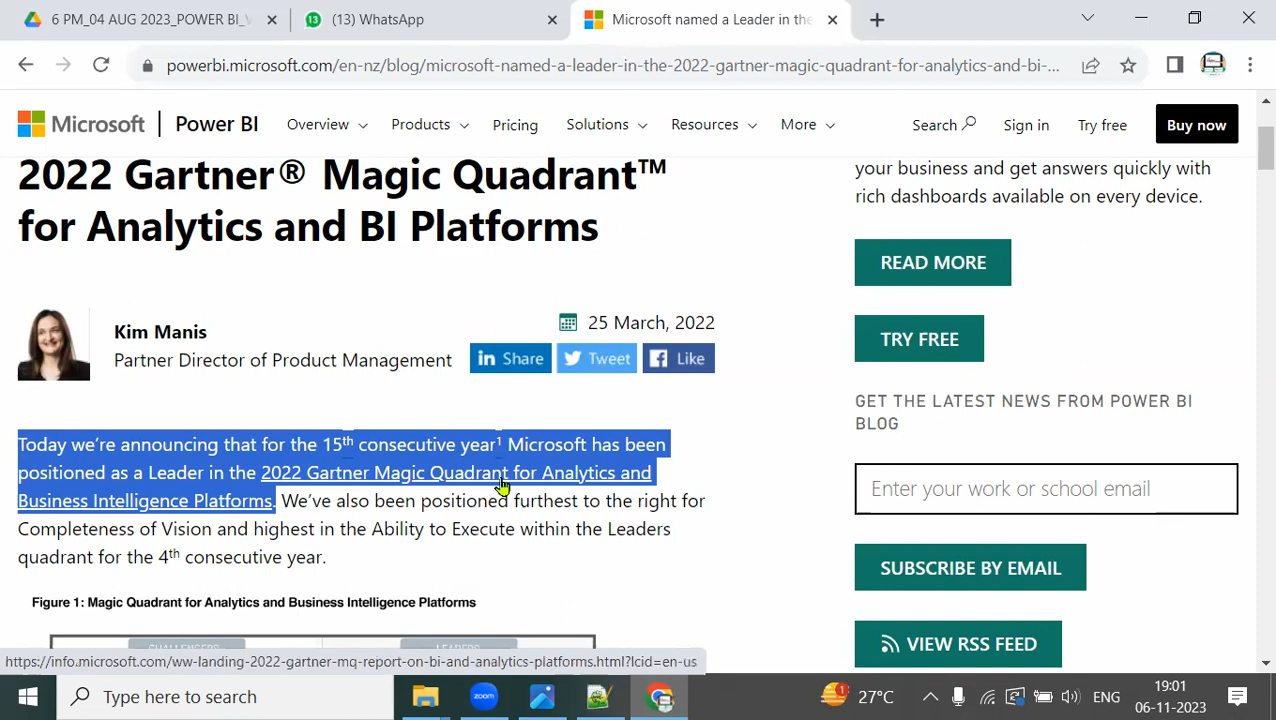 6 PM_04 AUG 2023_POWER BI_
(13) WhatsApp
Microsoft named a Leader in the
powerbi.microsoft.com/en-nz/blog/microsoft-named-a-leader-in-the-2022-gartner-magic-quadrant-for-analytics-and-bi-...
Microsoft
Power BI
Overview
Products
Pricing
Solutions
Resources
More
Search
Sign in
Try free
Buy now
2022 Gartner® Magic Quadrant™
for Analytics and BI Platforms
Kim Manis
Partner Director of Product Management
25 March, 2022
Share
Tweet
Like
Today we're announcing that for the 15th consecutive year¹ Microsoft has been
positioned as a Leader in the 2022 Gartner Magic Quadrant for Analytics and
Business Intelligence Platforms. We've also been positioned furthest to the right for
Completeness of Vision and highest in the Ability to Execute within the Leaders
quadrant for the 4th consecutive year.
Figure 1: Magic Quadrant for Analytics and Business Intelligence Platforms
CHALLENGERS
LEADERS
your business and get answers quickly with
rich dashboards available on every device.
READ MORE
TRY FREE
GET THE LATEST NEWS FROM POWER BI
BLOG
Enter your work or school email
SUBSCRIBE BY EMAIL
VIEW RSS FEED
https://info.microsoft.com/ww-landing-2022-gartner-mq-report-on-bi-and-analytics-platforms.html?lcid=en-us
Type here to search
zoom
1
27°C
ENG
19:01
06-11-2023